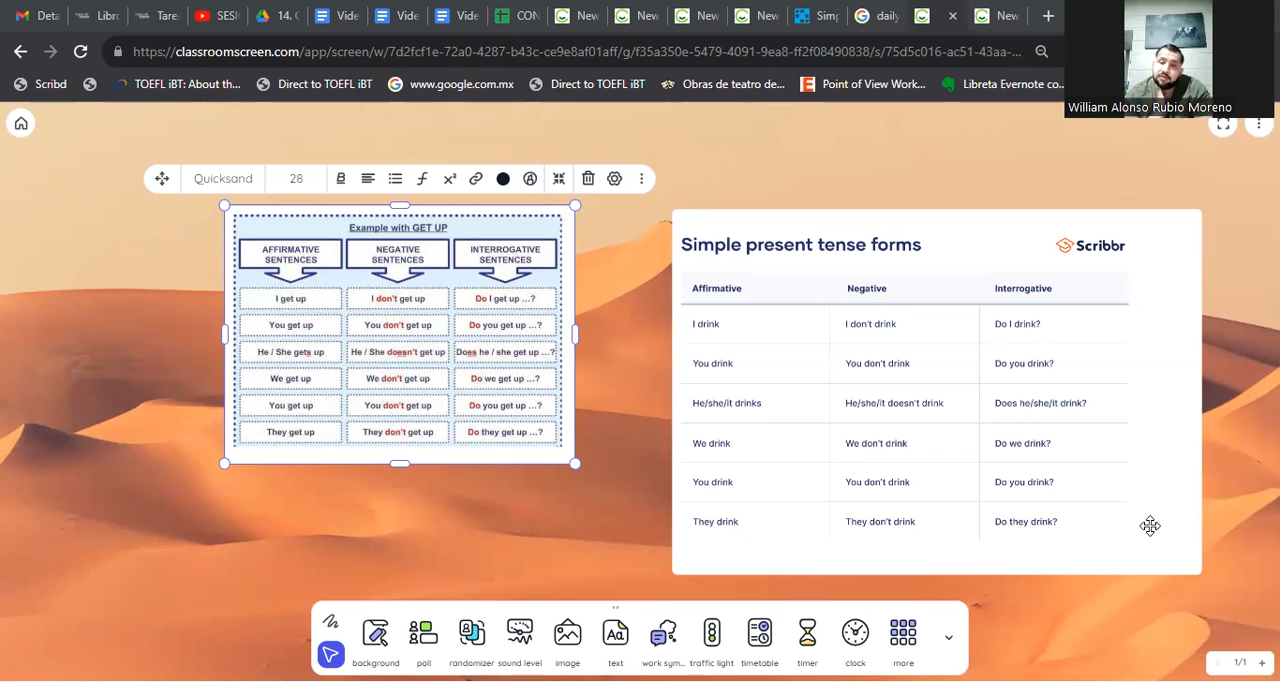 Deta
Libro
Tarea
SESI
14. C
Vide
Vide
Vide
CON
New
New
New
New
Simp
daily
New
https://classroomscreen.com/app/screen/w/7d2fcf1e-72a0-4287-b43c-ce9e8af01aff/g/f35a350e-5479-4091-9ea8-ff2f08490838/s/75d5c016-ac51-43aa-...
Scribd
TOEFL iBT: About th...
Direct to TOEFL iBT
www.google.com.mx
Direct to TOEFL iBT
Obras de teatro de...
Point of View Work...
Libreta Evernote co...
William Alonso Rubio Moreno
Quicksand 28
Example with GET UP
AFFIRMATIVE SENTENCES NEGATIVE SENTENCES INTERROGATIVE SENTENCES
I get up I don't get up Do I get up ...?
You get up You don't get up Do you get up ...?
He / She gets up He / She doesn't get up Does he / she get up ...?
We get up We don't get up Do we get up ...?
You get up You don't get up Do you get up ...?
They get up They don't get up Do they get up ...?
Simple present tense forms Scribbr
Affirmative Negative Interrogative
I drink I don't drink Do I drink?
You drink You don't drink Do you drink?
He/she/it drinks He/she/it doesn't drink Does he/she/it drink?
We drink We don't drink Do we drink?
You drink You don't drink Do you drink?
They drink They don't drink Do they drink?
background poll randomizer sound level image text work sym... traffic light timetable timer clock more
1/1